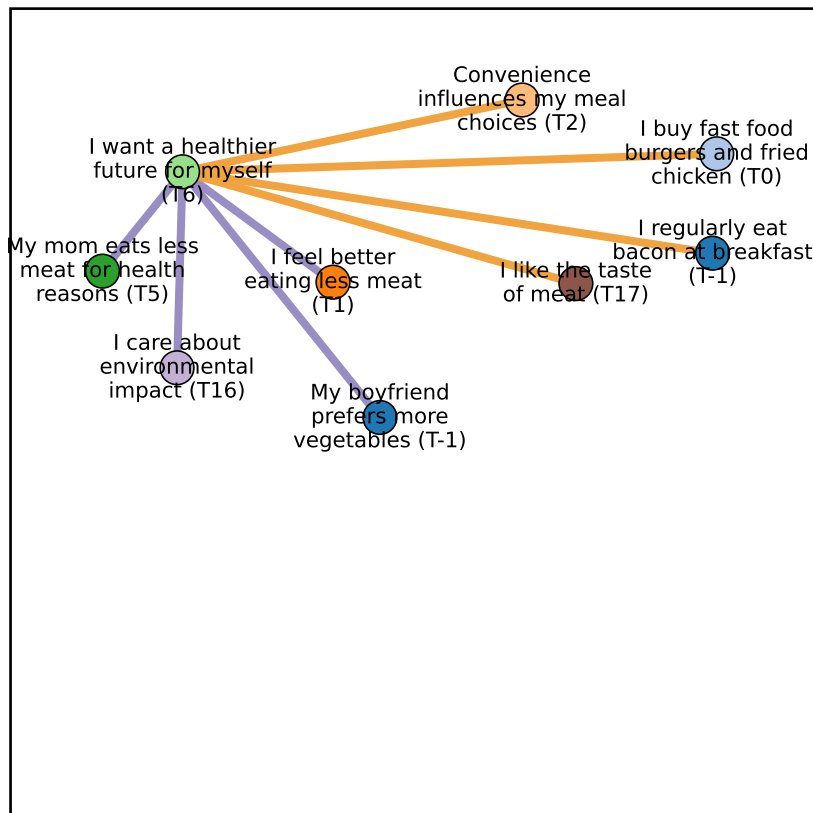 Convenience
influences my meal
choices (T2)
I buy fast food
burgers and fried
chicken (T0)
I want a healthier
future for myself
(T6)
I regularly eat
bacon at breakfast
(T-1)
My mom eats less
meat for health
reasons (T5)
I feel better
eating less meat
(T1)
I like the taste
of meat (T17)
I care about
environmental
impact (T16)
My boyfriend
prefers more
vegetables (T-1)